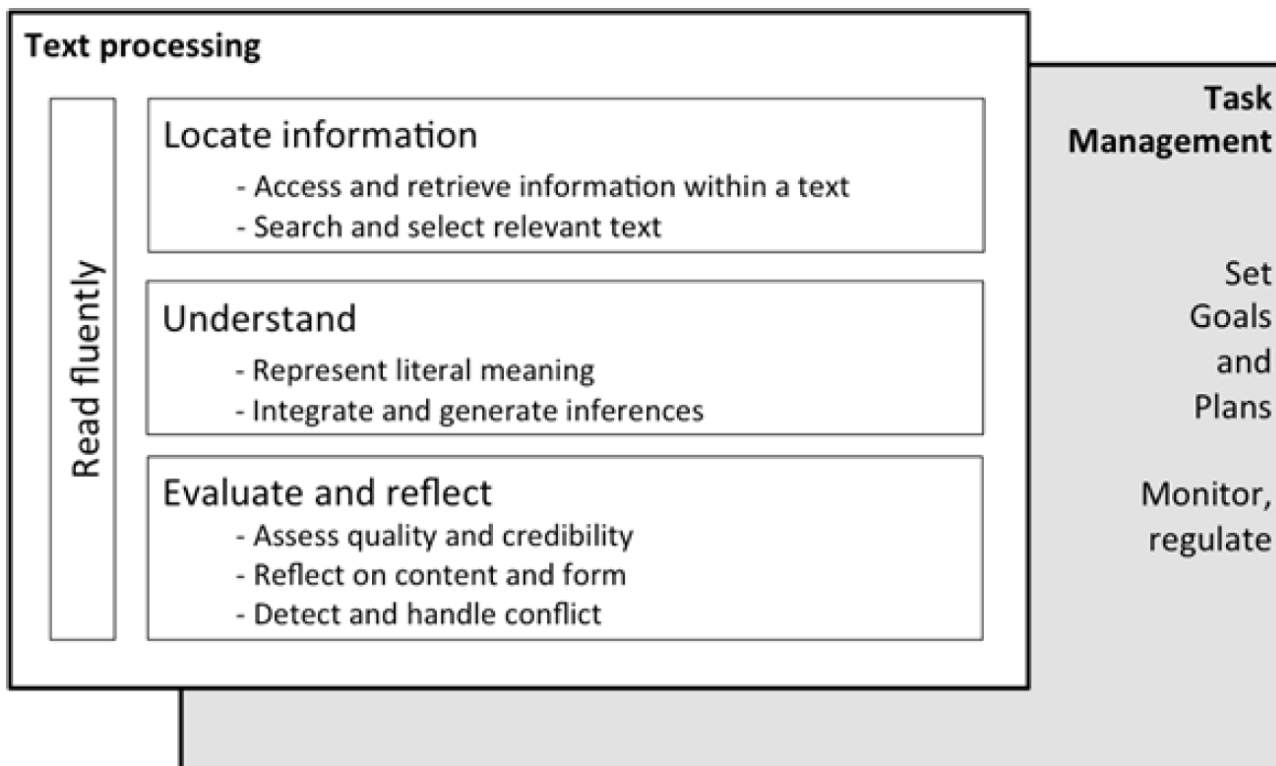 Text processing
Read fluently
Locate information
- Access and retrieve information within a text
- Search and select relevant text
Understand
- Represent literal meaning
- Integrate and generate inferences
Evaluate and reflect
- Assess quality and credibility
- Reflect on content and form
- Detect and handle conflict
Task
Management
Set
Goals
and
Plans
Monitor,
regulate